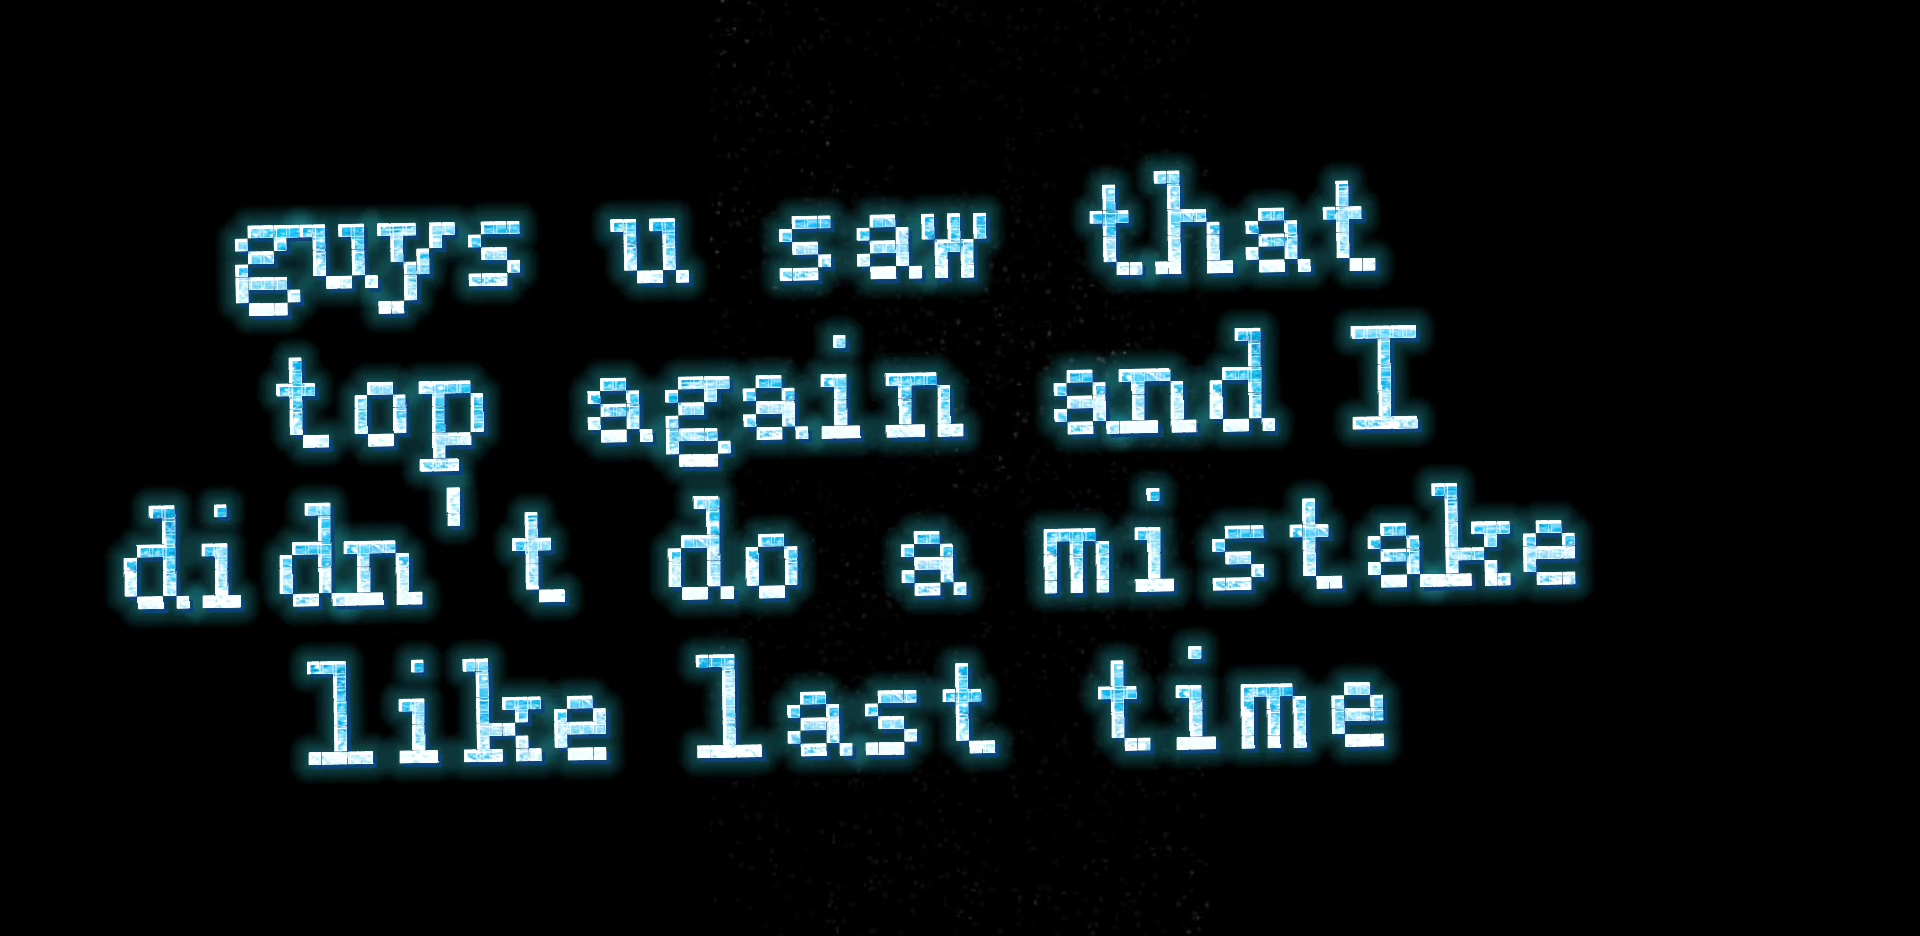 guys u saw that
top again and I
didn't do a mistake
like last time